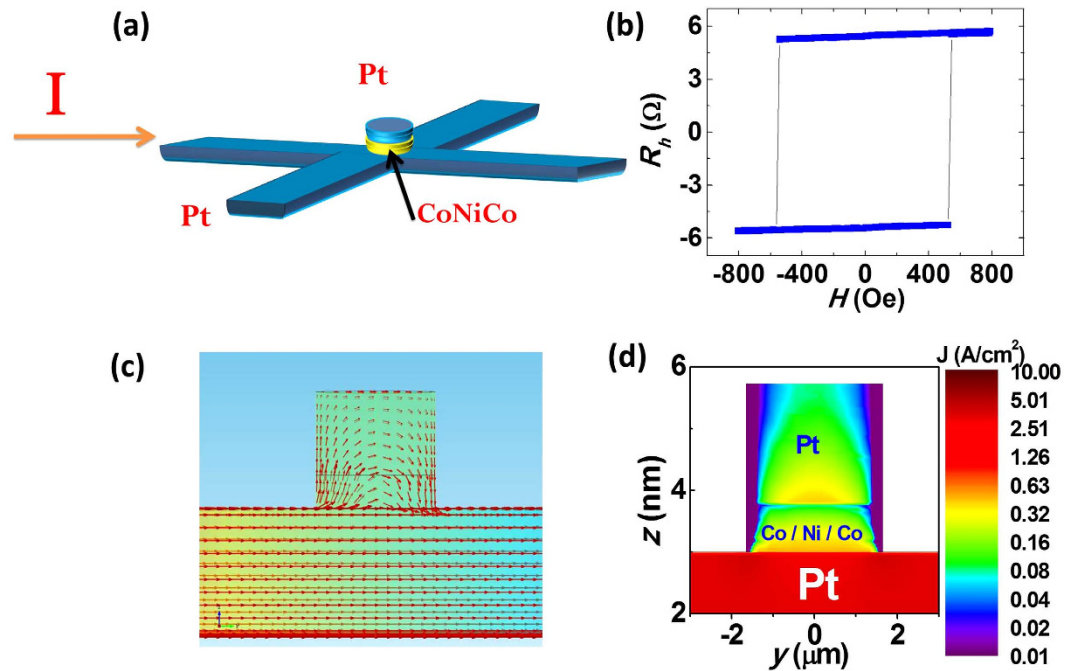 (a)
I
Pt
Pt
CoNiCo
(b)
R_h (Ω)
6
3
0
-3
-6
-800 -400 0 400 800
H (Oe)
(c)
(d)
J (A/cm²)
z (nm)
6
4
2
Pt
Co / Ni / Co
Pt
-2 0 2
y (μm)
10.00
5.01
2.51
1.26
0.63
0.32
0.16
0.08
0.04
0.02
0.01
0.01